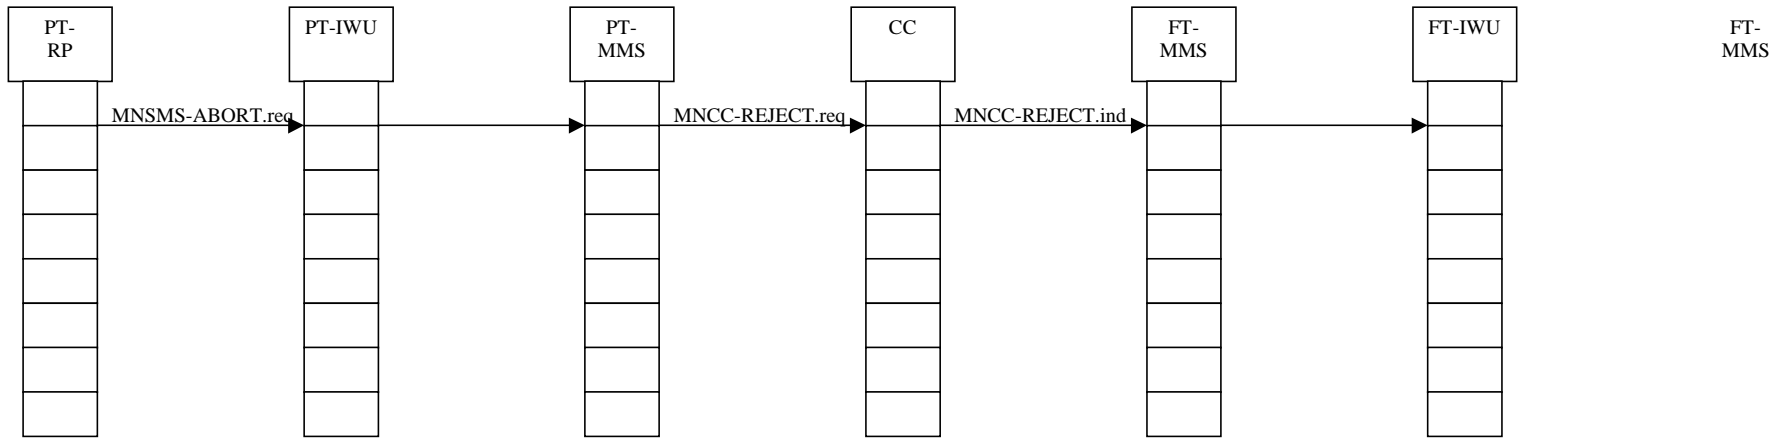 PT-
RP
PT-IWU
PT-
MMS
CC
FT-
MMS
FT-IWU
FT-
MMS
MNSMS-ABORT.req
MNCC-REJECT.req
MNCC-REJECT.ind